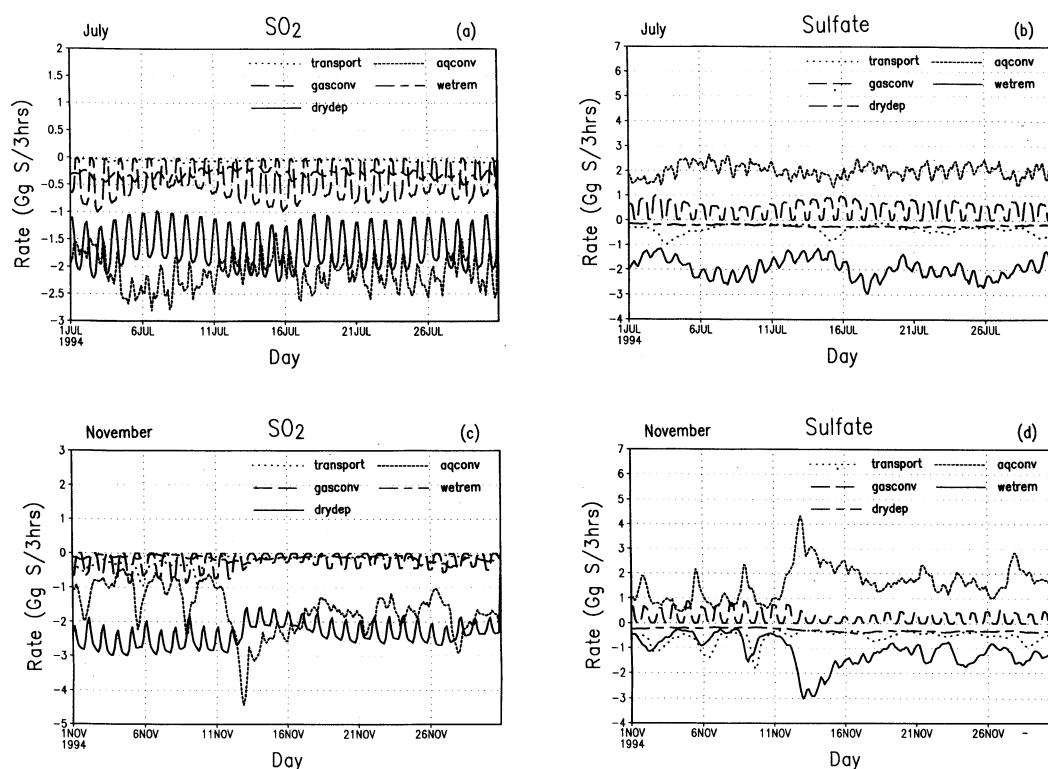 July SO₂ (a)
transport aqconv
gasconv wetrem
drydep
Rate (Gg S/3hrs)
2
1.5
1
0.5
0
-0.5
-1
-1.5
-2
-2.5
-3
1JUL 6JUL 11JUL 16JUL 21JUL 26JUL
1994
Day
July Sulfate (b)
transport aqconv
gasconv wetrem
drydep
Rate (Gg S/3hrs)
7
6
5
4
3
2
1
0
-1
-2
-3
-4
1JUL 6JUL 11JUL 16JUL 21JUL 26JUL
1994
Day
November SO₂ (c)
transport aqconv
gasconv wetrem
drydep
Rate (Gg S/3hrs)
3
2
1
0
-1
-2
-3
-4
-5
1NOV 6NOV 11NOV 16NOV 21NOV 26NOV
1994
Day
November Sulfate (d)
transport aqconv
gasconv wetrem
drydep
Rate (Gg S/3hrs)
7
6
5
4
3
2
1
0
-1
-2
-3
-4
1NOV 6NOV 11NOV 16NOV 21NOV 26NOV
1994
Day